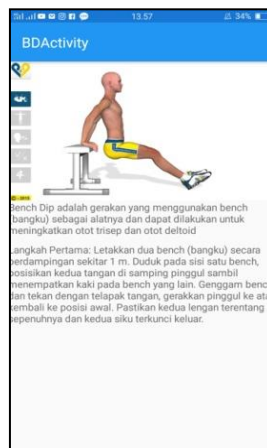 13.57
34%
BDActivity
Bench Dip adalah gerakan yang menggunakan bench
(bangku) sebagai alatnya dan dapat dilakukan untuk
meningkatkan otot trisep dan otot deltoid
Langkah Pertama: Letakkan dua bench (bangku) secara
berdampingan sekitar 1 m. Duduk pada sisi satu bench,
posisikan kedua tangan di samping pinggul sambil
menempatkan kaki pada bench yang lain. Genggam benc
dan tekan dengan telapak tangan, gerakkan pinggul ke ata
kembali ke posisi awal. Pastikan kedua lengan terentang
sepenuhnya dan kedua siku terkunci keluar.